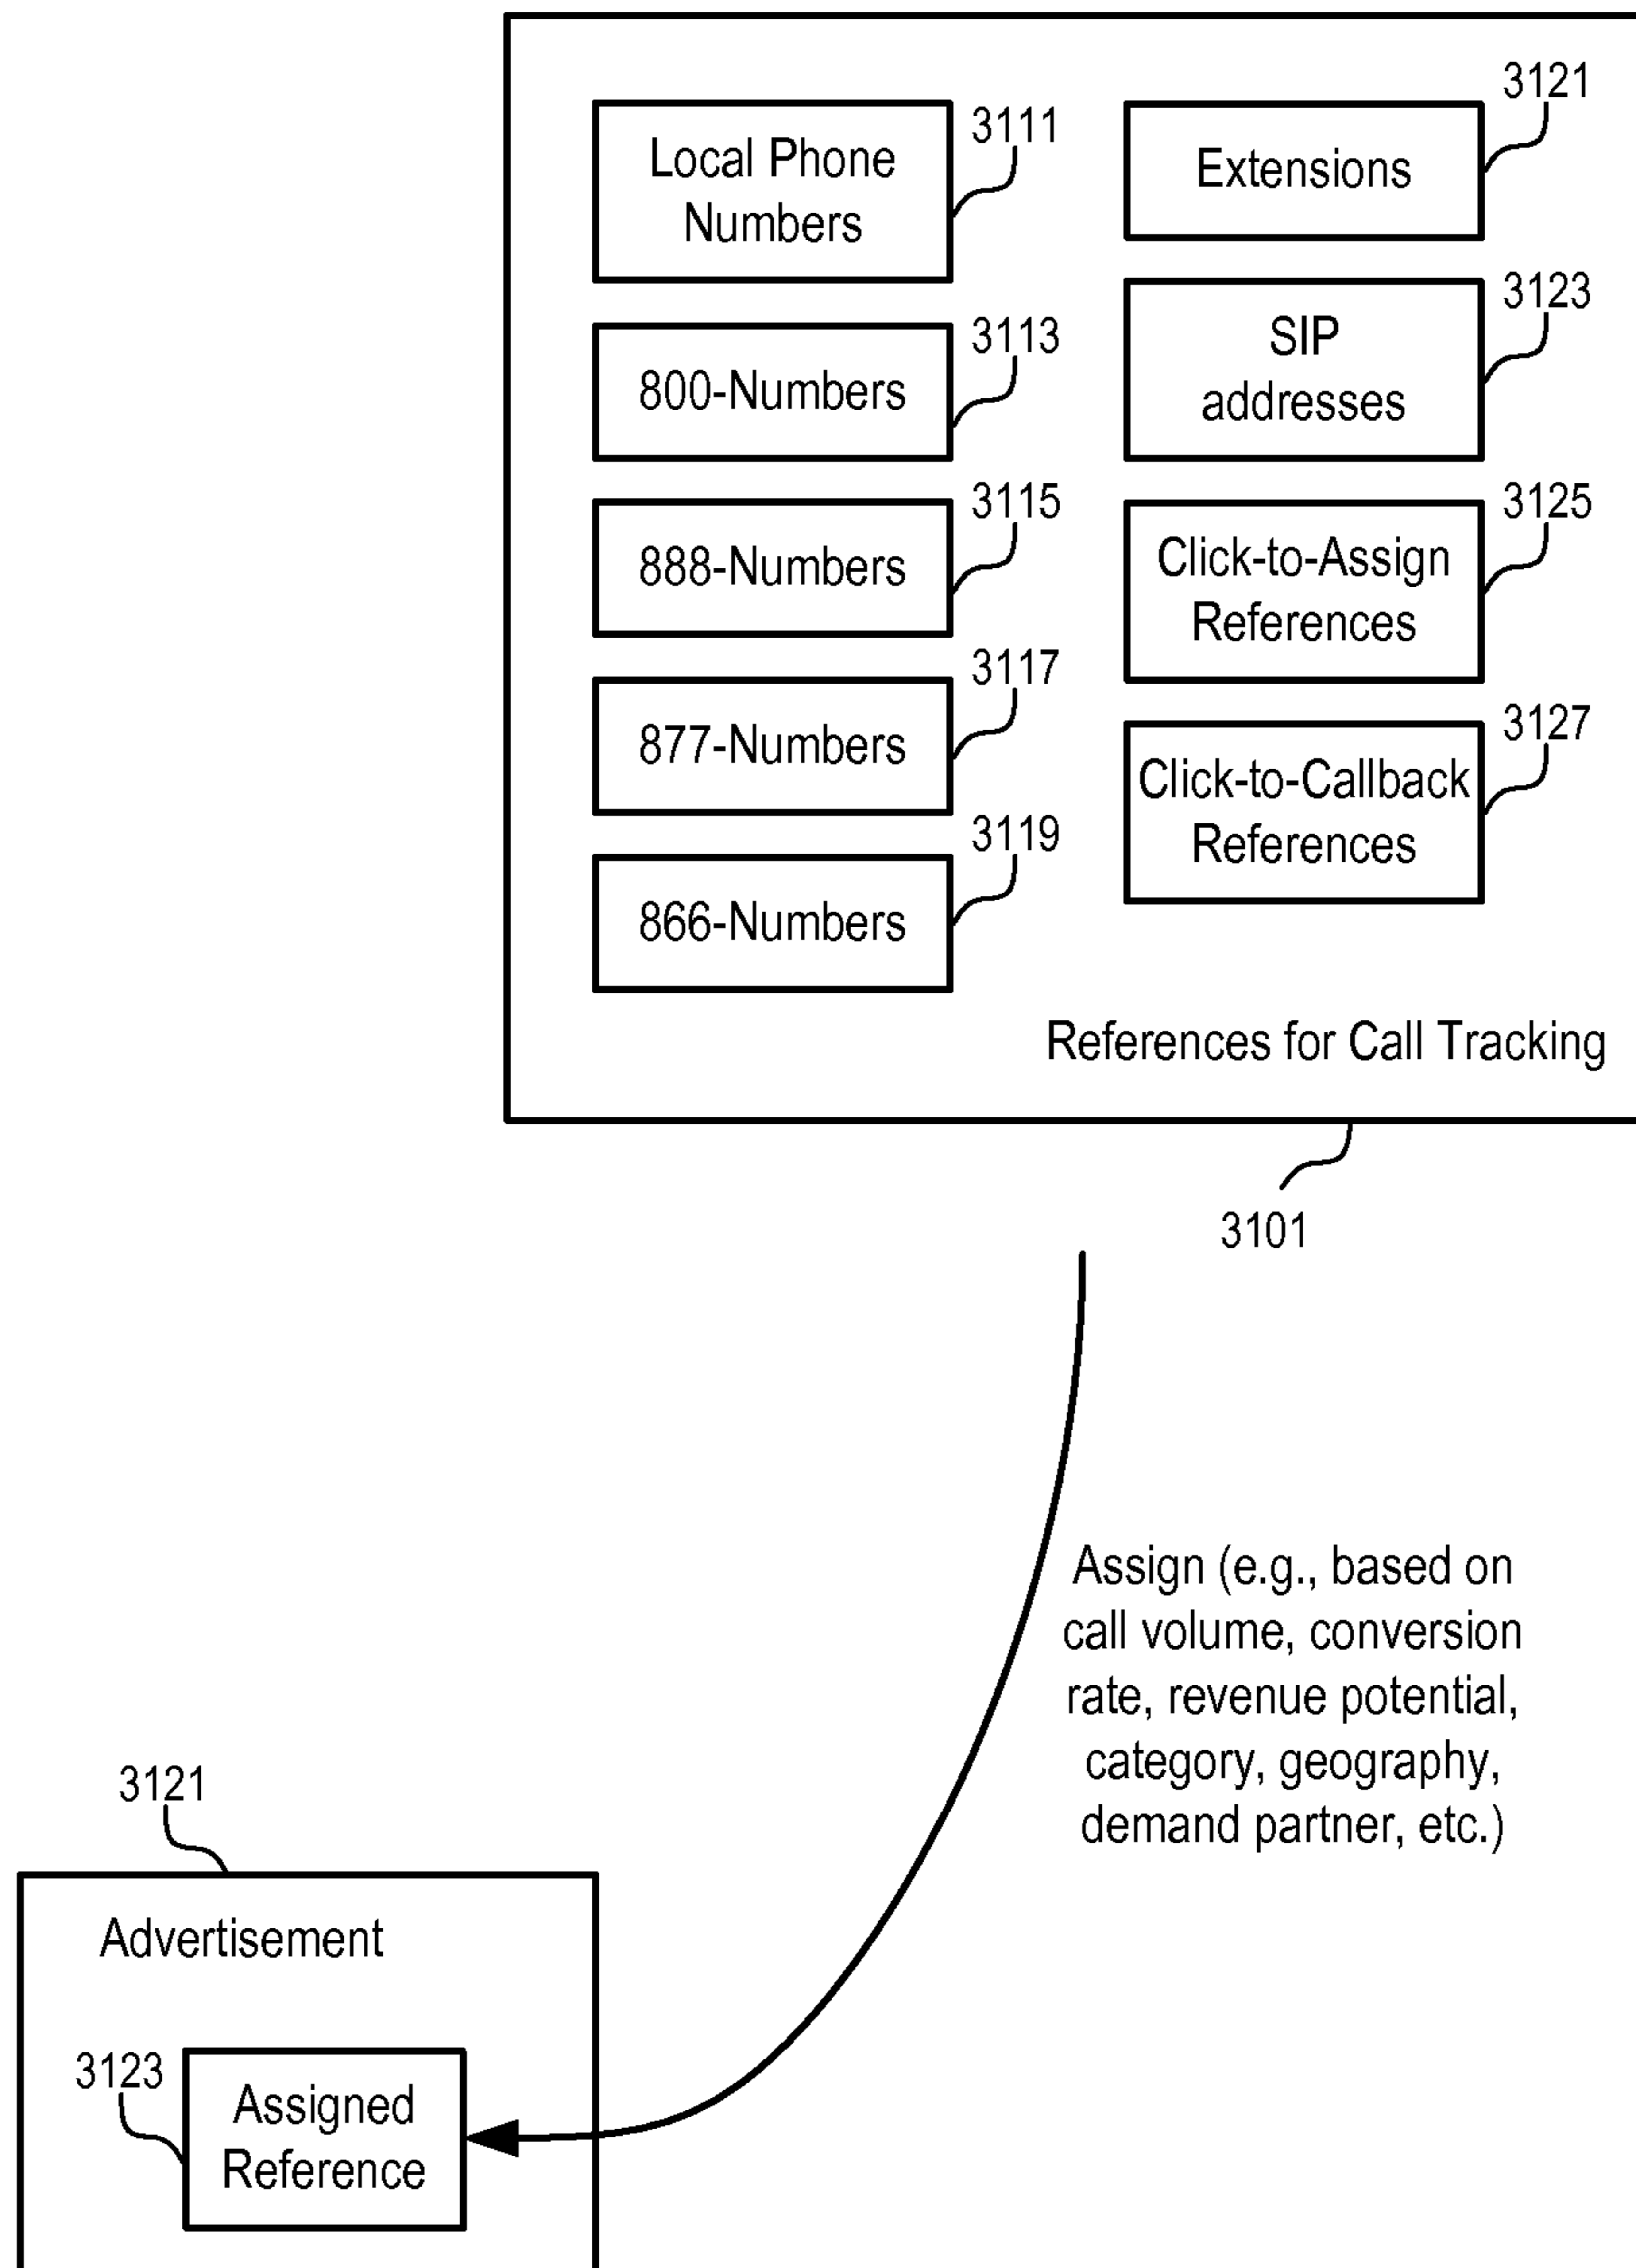 3111
Local Phone
Numbers
3113
800-Numbers
3115
888-Numbers
3117
877-Numbers
3119
866-Numbers
3121
Extensions
3123
SIP
addresses
3125
Click-to-Assign
References
3127
Click-to-Callback
References
References for Call Tracking
3101
Assign (e.g., based on
call volume, conversion
rate, revenue potential,
category, geography,
demand partner, etc.)
3121
Advertisement
3123
Assigned
Reference